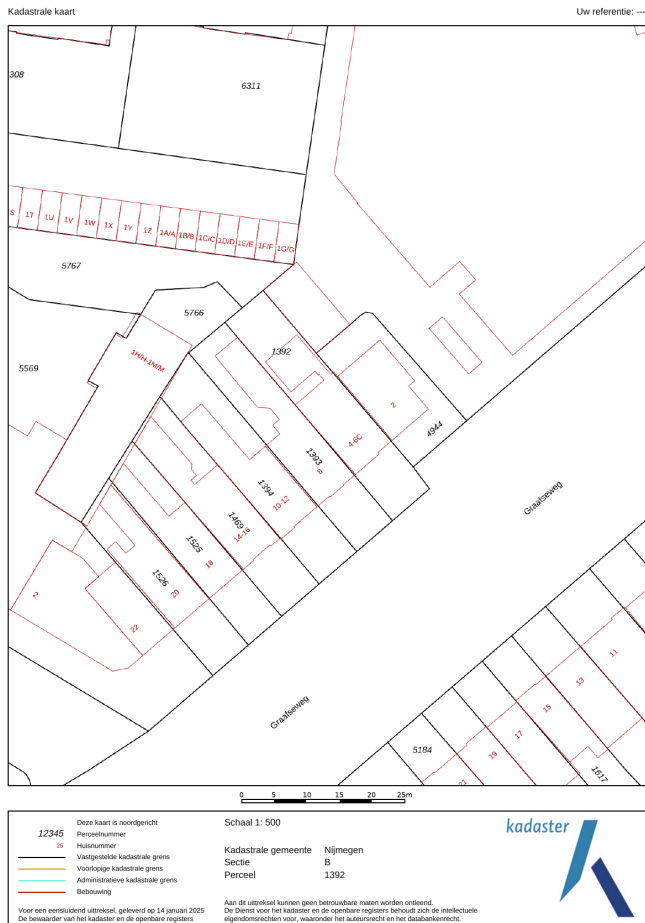 Kadastrale kaart
Uw referentie: ---
308
6311
S 1T 1U 1V 1W 1X 1Y 1Z 1A/A 1B/B 1C/C 1D/D 1E/E 1F/F 1G/G
5767
5766
1H/H-1M/M
1392
5569
2
4944
4-6C
1393
8
Graafseweg
1394
10-12
1469
14-16
1525
18
1526
20
2
22
11
13
15
17
19
21
Graafseweg
5184
1617
0 5 10 15 20 25m
Deze kaart is noordgericht
12345 Perceelnummer
25 Huisnummer
Vastgestelde kadastrale grens
Voorlopige kadastrale grens
Administratieve kadastrale grens
Bebouwing
Voor een eensluidend uittreksel, geleverd op 14 januari 2025
De bewaarder van het kadaster en de openbare registers
Schaal 1: 500
Kadastrale gemeente Nijmegen
Sectie B
Perceel 1392
Aan dit uittreksel kunnen geen betrouwbare maten worden ontleend.
De Dienst voor het kadaster en de openbare registers behoudt zich de intellectuele
eigendomsrechten voor, waaronder het auteursrecht en het databankenrecht.
kadaster